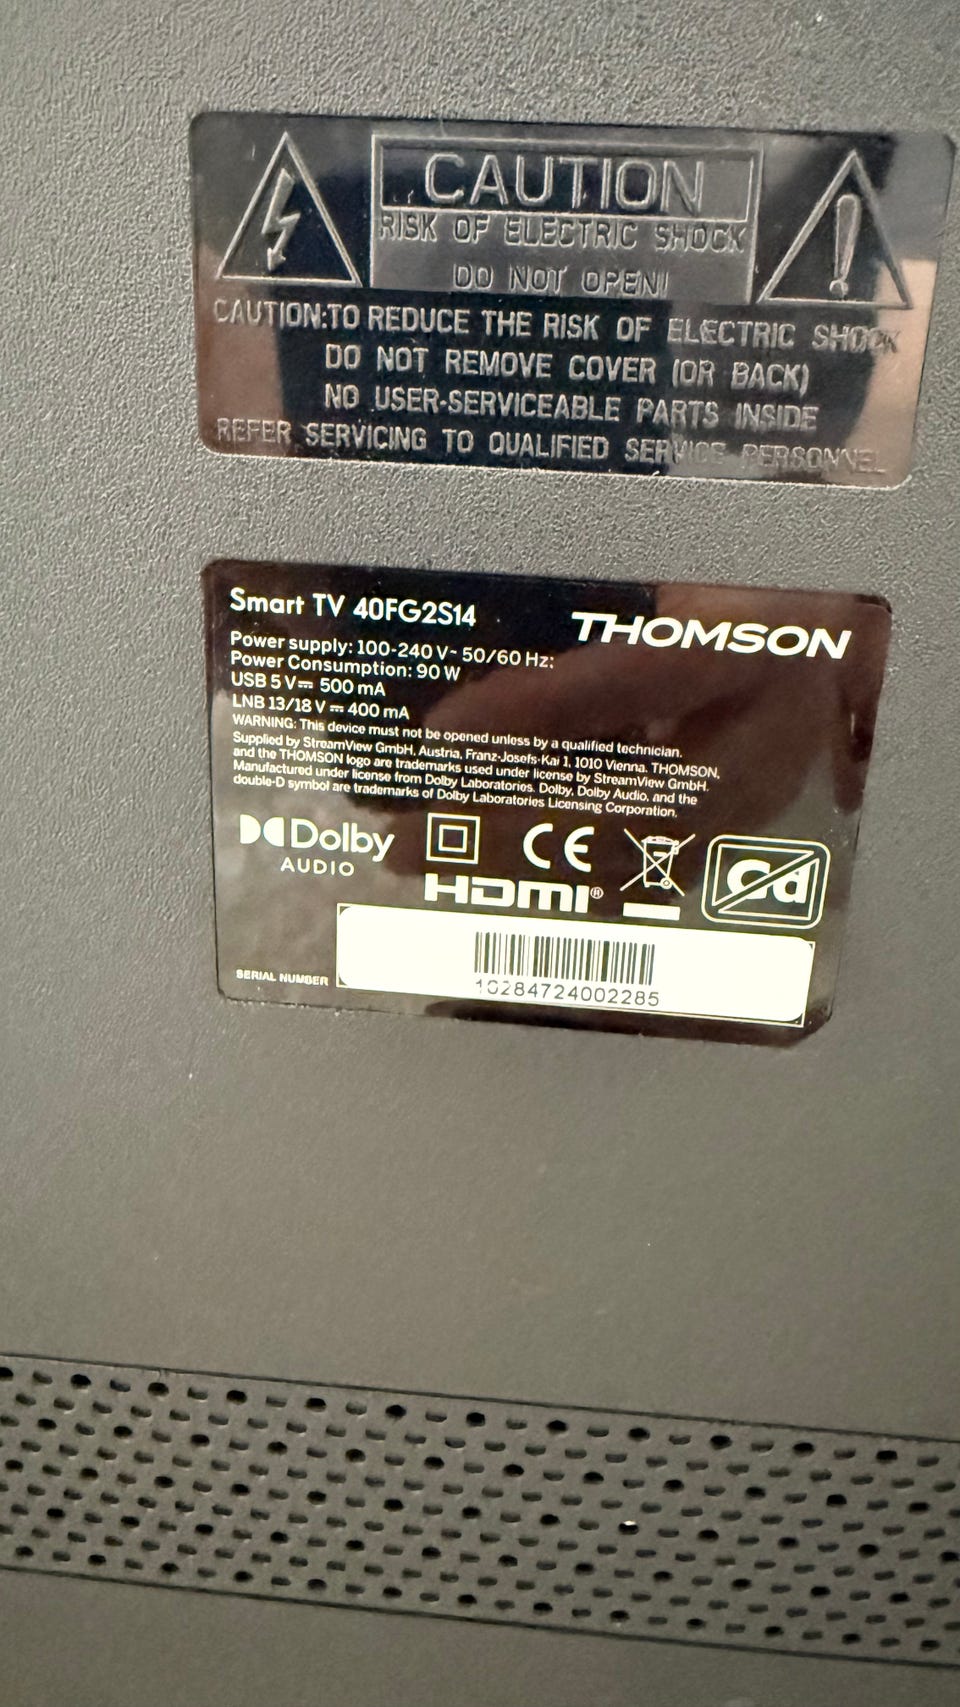 CAUTION
RISK OF ELECTRIC SHOCK
DO NOT OPEN!
CAUTION:TO REDUCE THE RISK OF ELECTRIC SHOCK
DO NOT REMOVE COVER (OR BACK)
NO USER-SERVICEABLE PARTS INSIDE
REFER SERVICING TO QUALIFIED SERVICE PERSONNEL
Smart TV 40FG2S14
THOMSON
Power supply: 100-240 V~ 50/60 Hz;
Power Consumption: 90 W
USB 5 V⎓ 500 mA
LNB 13/18 V ⎓ 400 mA
WARNING: This device must not be opened unless by a qualified technician.
Supplied by StreamView GmbH, Austria, Franz-Josefs-Kai 1, 1010 Vienna. THOMSON,
and the THOMSON logo are trademarks used under license by StreamView GmbH.
Manufactured under license from Dolby Laboratories. Dolby, Dolby Audio, and the
double-D symbol are trademarks of Dolby Laboratories Licensing Corporation.
Dolby
AUDIO
CE
Cd
HDMI®
SERIAL NUMBER
10284724002285